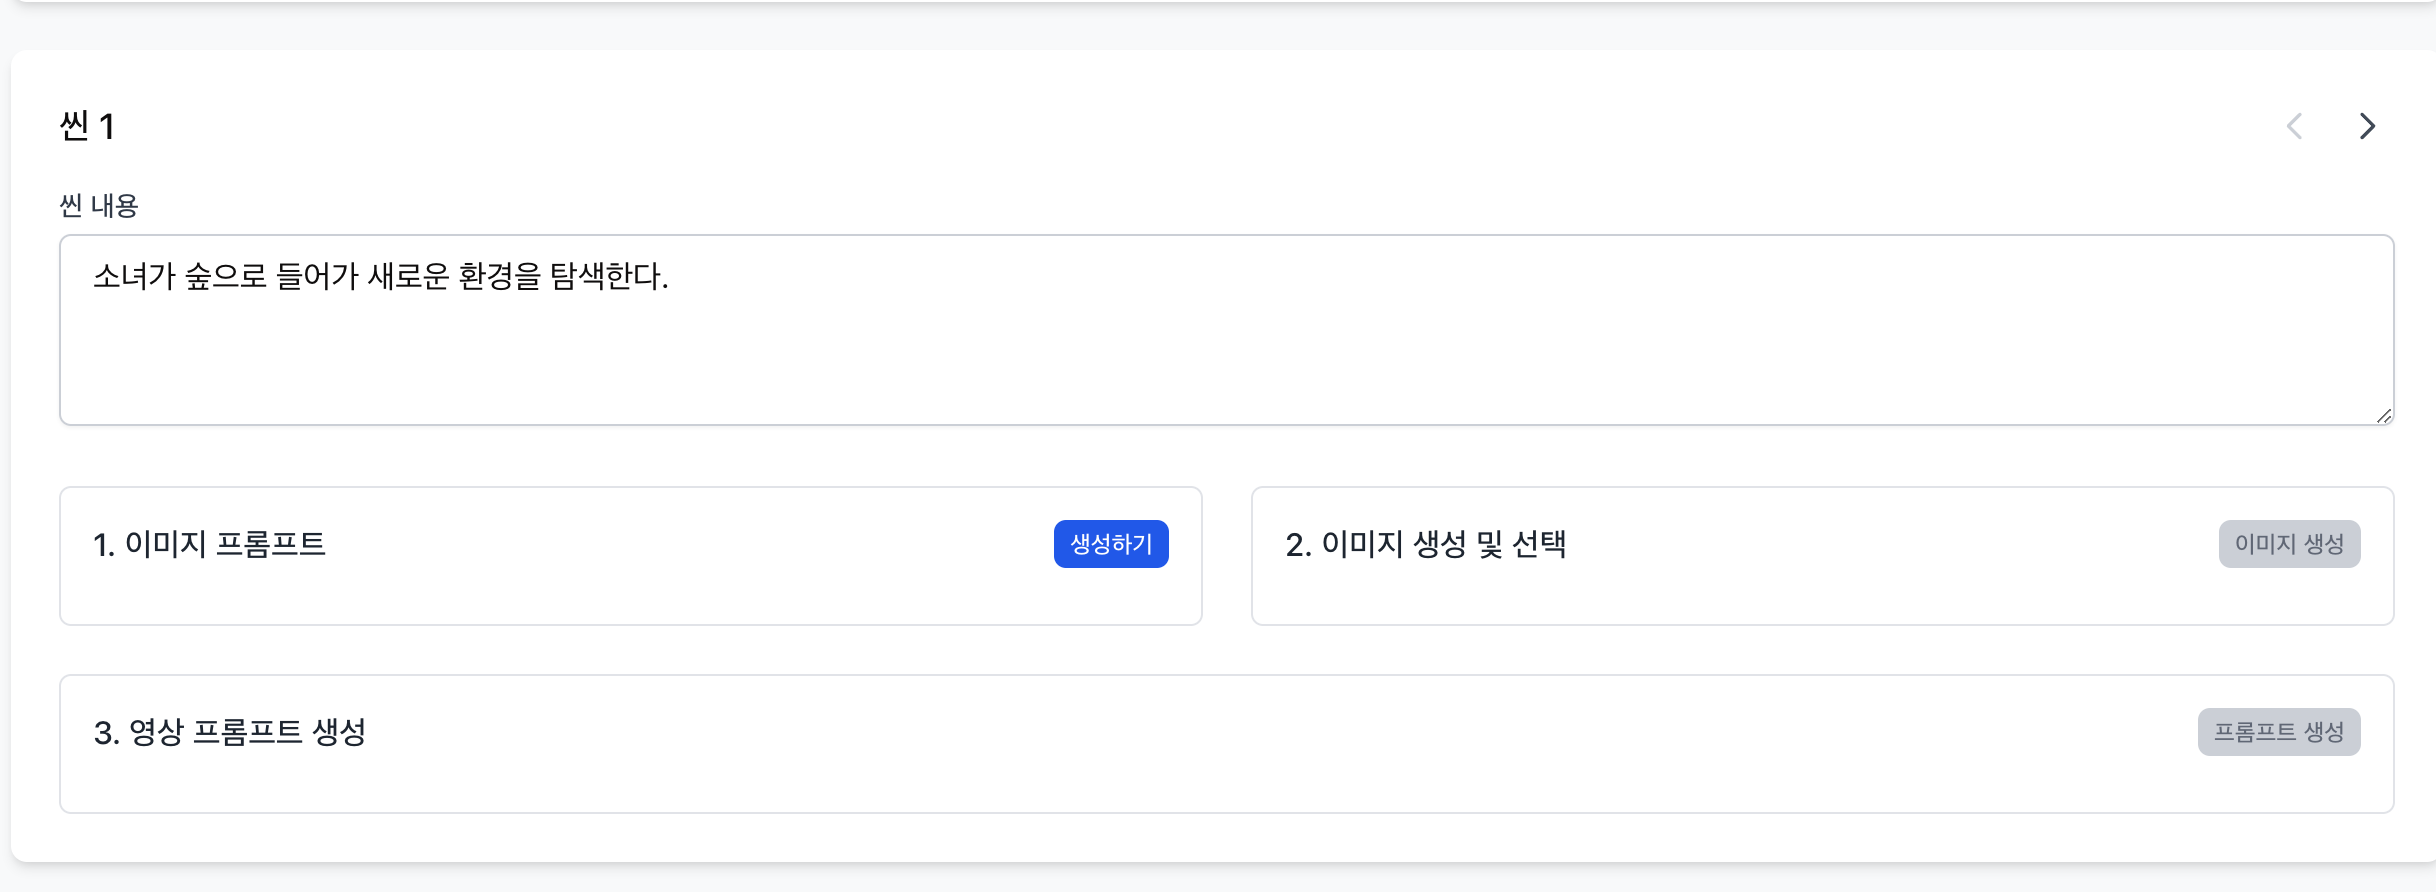 씬 1
씬 내용
소녀가 숲으로 들어가 새로운 환경을 탐색한다.
1. 이미지 프롬프트
생성하기
2. 이미지 생성 및 선택
이미지 생성
3. 영상 프롬프트 생성
프롬프트 생성